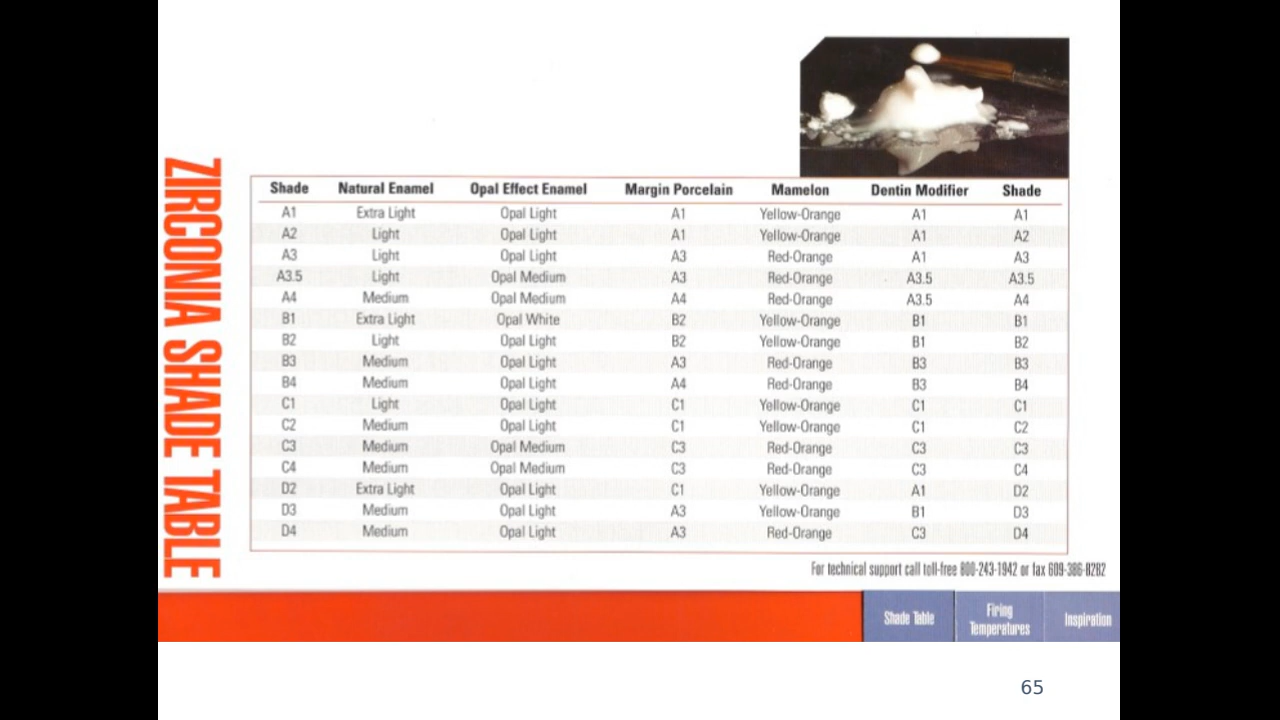 ZIRCONIA SHADE TABLE
Shade Natural Enamel Opal Effect Enamel Margin Porcelain Mamelon Dentin Modifier Shade
A1 Extra Light Opal Light A1 Yellow-Orange A1 A1
A2 Light Opal Light A1 Yellow-Orange A1 A2
A3 Light Opal Light A3 Red-Orange A1 A3
A3.5 Light Opal Medium A3 Red-Orange A3.5 A3.5
A4 Medium Opal Medium A4 Red-Orange A3.5 A4
B1 Extra Light Opal White B2 Yellow-Orange B1 B1
B2 Light Opal Light B2 Yellow-Orange B1 B2
B3 Medium Opal Light A3 Red-Orange B3 B3
B4 Medium Opal Light A4 Red-Orange B3 B4
C1 Light Opal Light C1 Yellow-Orange C1 C1
C2 Medium Opal Light C1 Yellow-Orange C1 C2
C3 Medium Opal Medium C3 Red-Orange C3 C3
C4 Medium Opal Medium C3 Red-Orange C3 C4
D2 Extra Light Opal Light C1 Yellow-Orange A1 D2
D3 Medium Opal Light A3 Yellow-Orange B1 D3
D4 Medium Opal Light A3 Red-Orange C3 D4
For technical support call toll-free 800-243-1942 or fax 609-386-8282
Shade Table
Firing
Temperatures
Inspiration
65